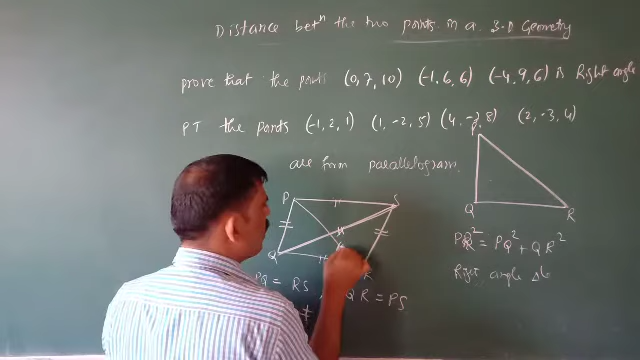 Distance betⁿ the two points in a 3-D Geometry
prove that the points (0,7,10) (-1,6,6) (-4,9,6) is Right angle
PT the points (-1,2,1) (1,-2,5) (4,-7,8) (2,-3,4)
are form parallelogram.
P S
Q R
PQ = RS QR = PS
≠
P
Q R
PR² = PQ² + QR²
Right angle Δle